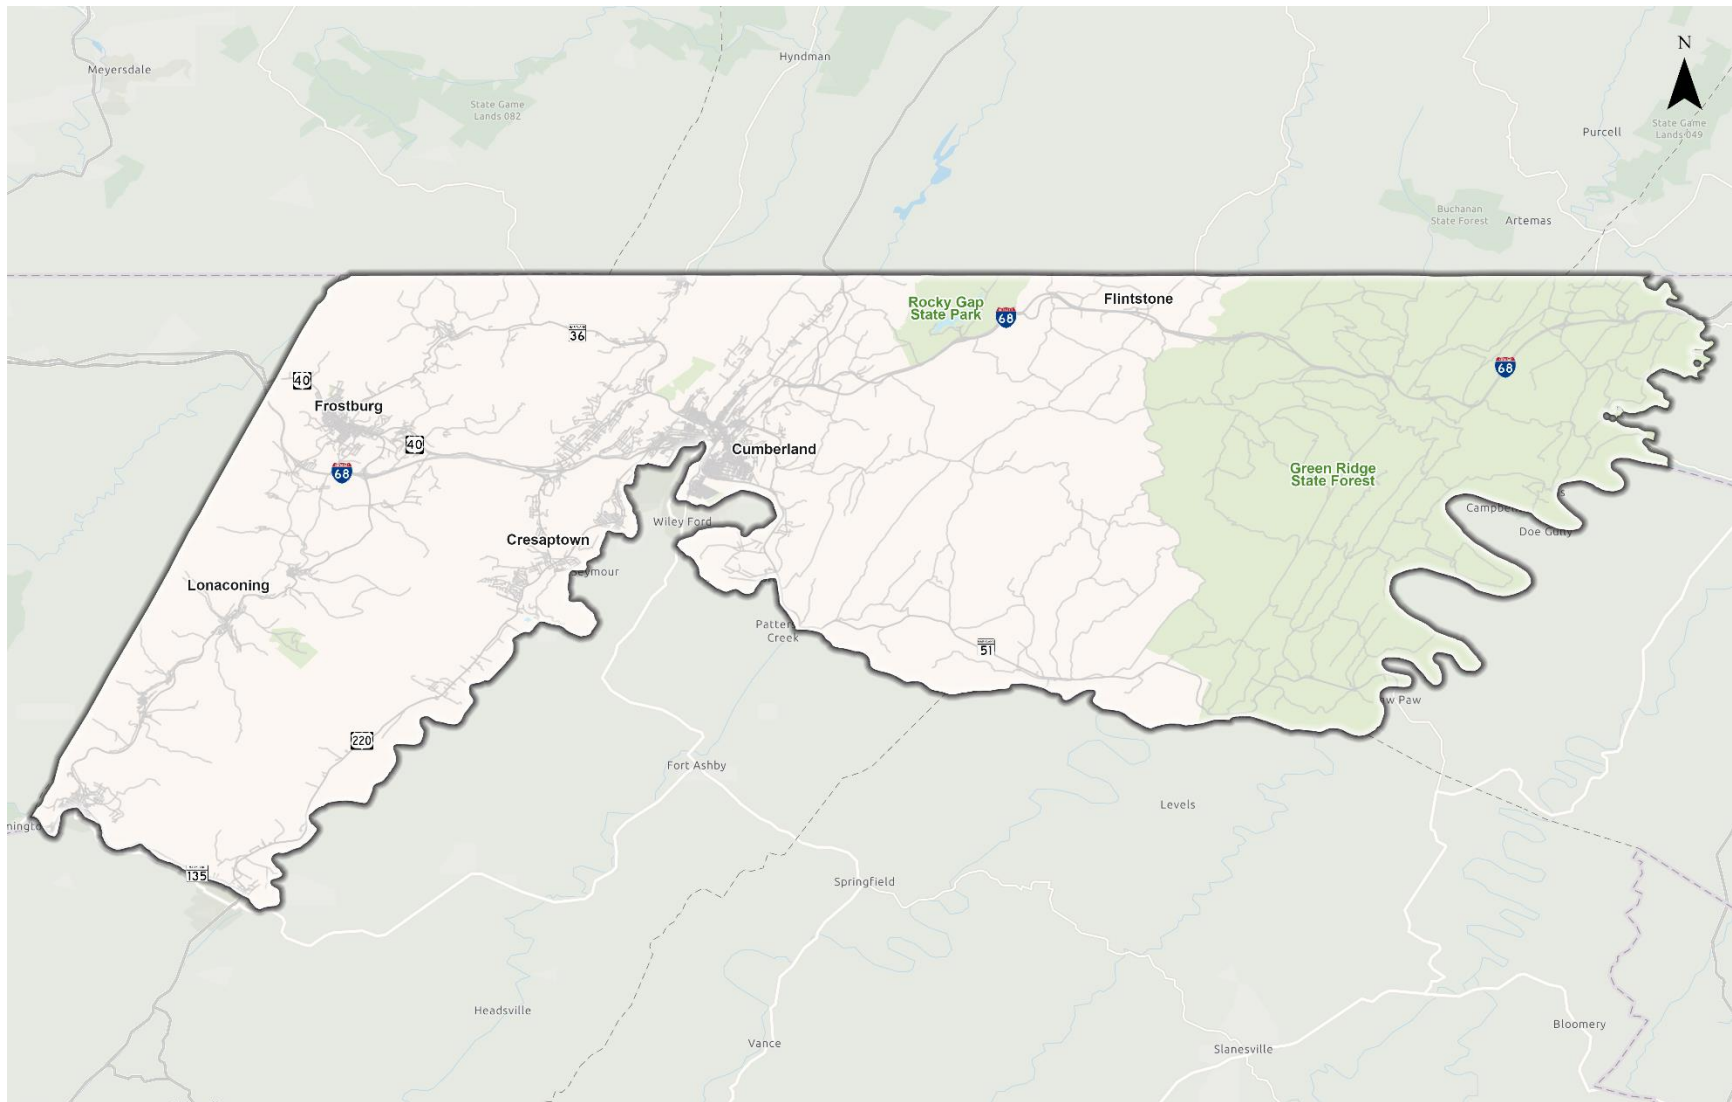 N
Meyersdale
Hyndman
State Game
Lands 082
State Game
Lands 049
Purcell
Buchanan
State Forest
Artemas
Rocky Gap
State Park
68
Flintstone
36
68
40
Frostburg
40
Cumberland
68
Green Ridge
State Forest
Wiley Ford
Doe Gully
Cresaptown
Lonaconing
Creek
51
w Paw
220
Fort Ashby
Levels
135
Springfield
Headsville
Bloomery
Vance
Slanesville